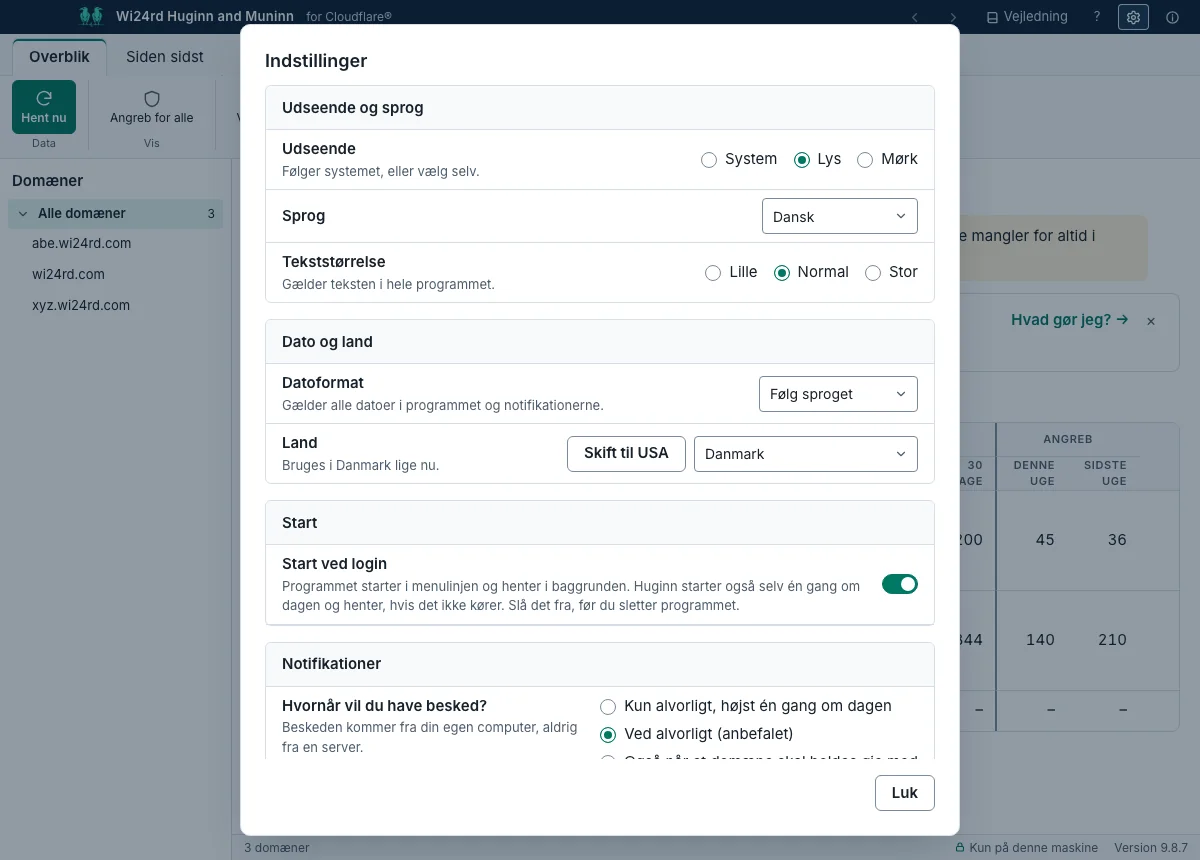 Wi24rd Huginn and Muninn for Cloudflare®
Vejledning ?
Overblik Siden sidst
Hent nu
Angreb for alle
Data
Vis
Domæner
Alle domæner 3
abe.wi24rd.com
wi24rd.com
xyz.wi24rd.com
Indstillinger
Udseende og sprog
Udseende
Følger systemet, eller vælg selv.
System Lys Mørk
Sprog
Dansk
Tekststørrelse
Gælder teksten i hele programmet.
Lille Normal Stor
Dato og land
Datoformat
Gælder alle datoer i programmet og notifikationerne.
Følg sproget
Land
Bruges i Danmark lige nu.
Skift til USA
Danmark
Start
Start ved login
Programmet starter i menulinjen og henter i baggrunden. Huginn starter også selv én gang om
dagen og henter, hvis det ikke kører. Slå det fra, før du sletter programmet.
Notifikationer
Hvornår vil du have besked?
Beskeden kommer fra din egen computer, aldrig
fra en server.
Kun alvorligt, højst én gang om dagen
Ved alvorligt (anbefalet)
Luk
mangler for altid i
Hvad gør jeg? →
ANGREB
30
DENNE
UGE
SIDSTE
UGE
45 36
140 210
– – –
3 domæner
Kun på denne maskine
Version 9.8.7